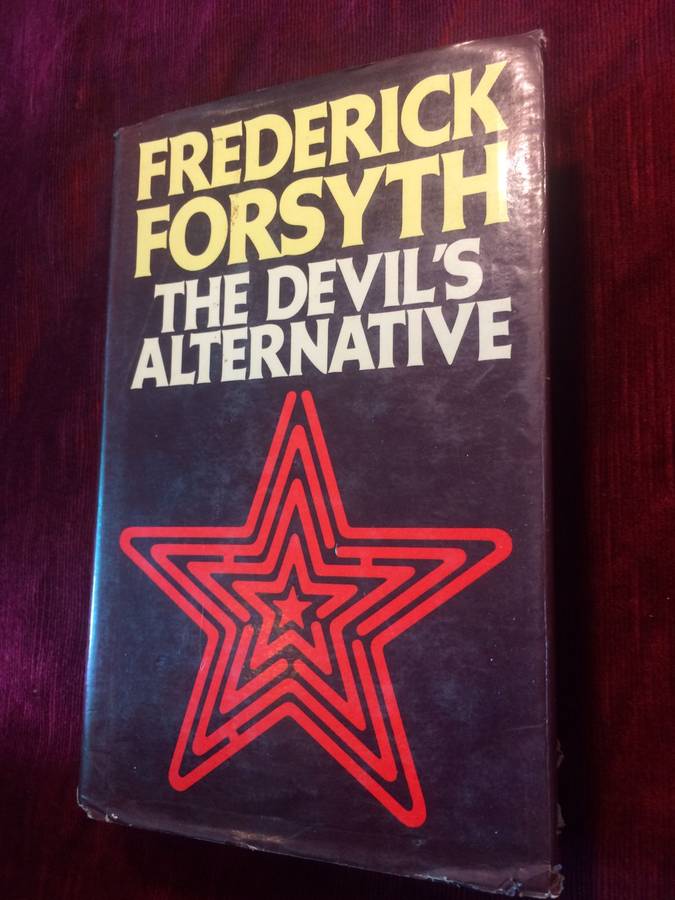 FREDERICK
FORSYTH
THE DEVIL'S
ALTERNATIVE